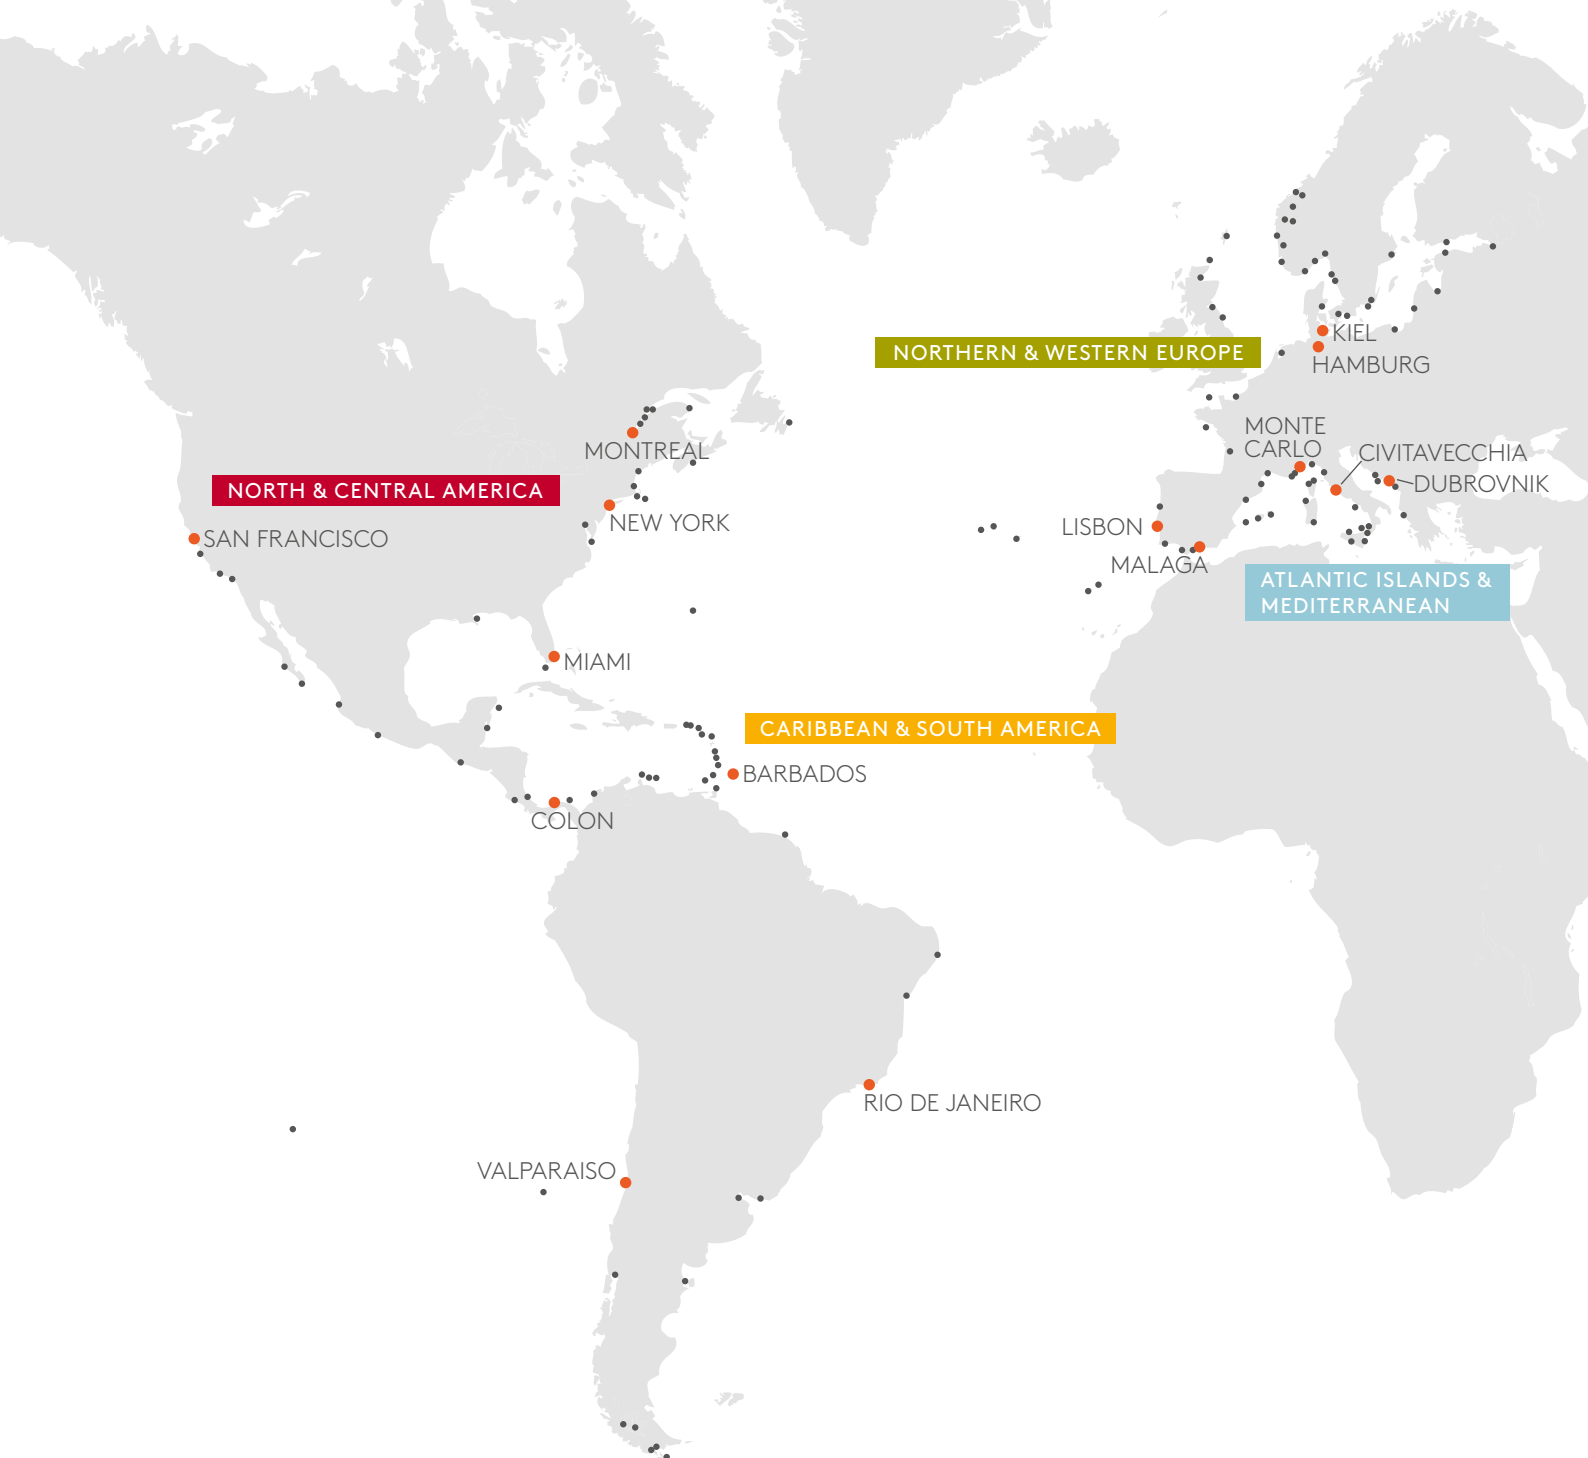 NORTHERN & WESTERN EUROPE
KIEL
HAMBURG
MONTE
CARLO
CIVITAVECCHIA
DUBROVNIK
MONTREAL
NORTH & CENTRAL AMERICA
NEW YORK
SAN FRANCISCO
LISBON
MALAGA
ATLANTIC ISLANDS &
MEDITERRANEAN
MIAMI
CARIBBEAN & SOUTH AMERICA
BARBADOS
COLON
RIO DE JANEIRO
VALPARAISO